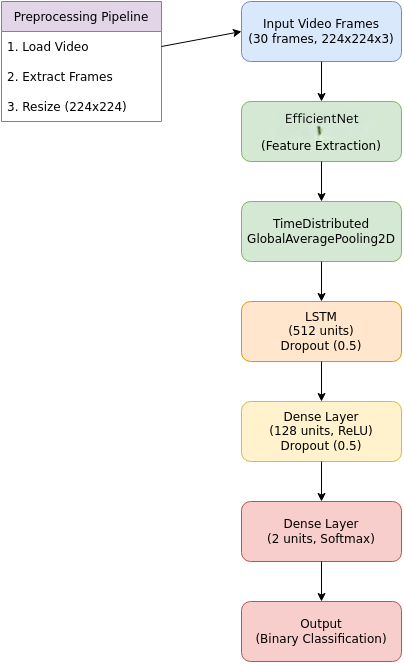 Preprocessing Pipeline
1. Load Video
2. Extract Frames
3. Resize (224x224)
Input Video Frames
(30 frames, 224x224x3)
EfficientNet
(Feature Extraction)
TimeDistributed
GlobalAveragePooling2D
LSTM
(512 units)
Dropout (0.5)
Dense Layer
(128 units, ReLU)
Dropout (0.5)
Dense Layer
(2 units, Softmax)
Output
(Binary Classification)